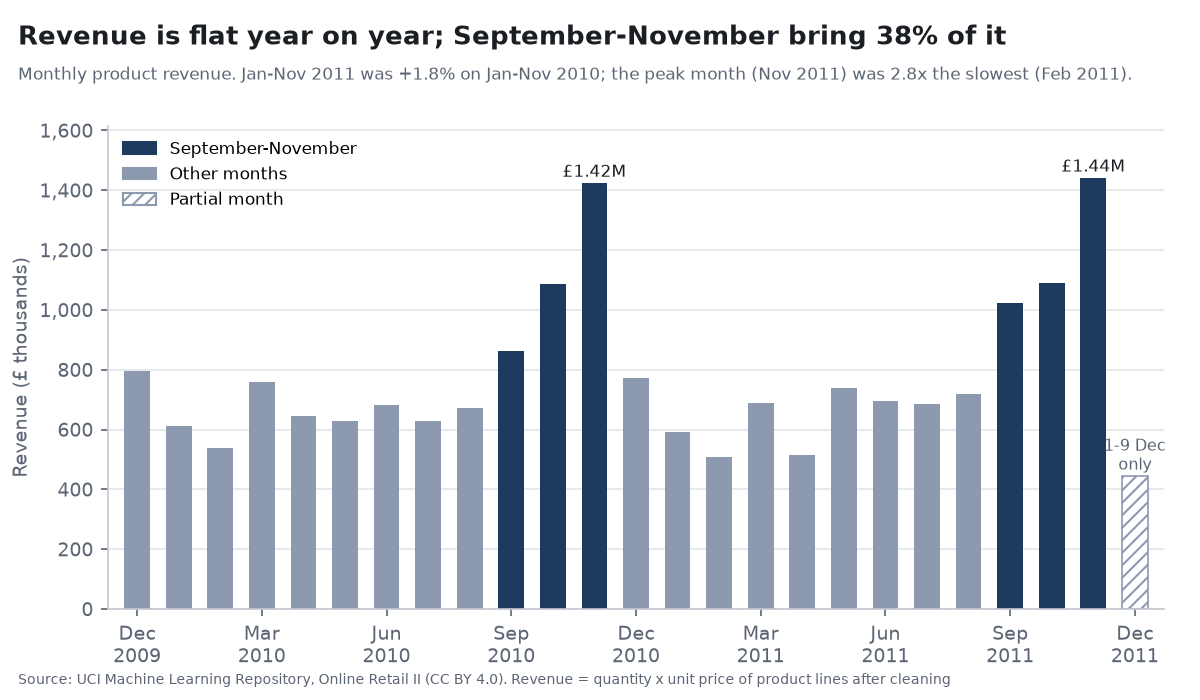 Revenue is flat year on year; September-November bring 38% of it
Monthly product revenue. Jan-Nov 2011 was +1.8% on Jan-Nov 2010; the peak month (Nov 2011) was 2.8x the slowest (Feb 2011).
Revenue (£ thousands)
1,600
1,400
1,200
1,000
800
600
400
200
0
September-November
Other months
Partial month
£1.42M
£1.44M
1-9 Dec
only
Dec Mar Jun Sep Dec Mar Jun Sep Dec
2009 2010 2010 2010 2010 2011 2011 2011 2011
Source: UCI Machine Learning Repository, Online Retail II (CC BY 4.0). Revenue = quantity x unit price of product lines after cleaning